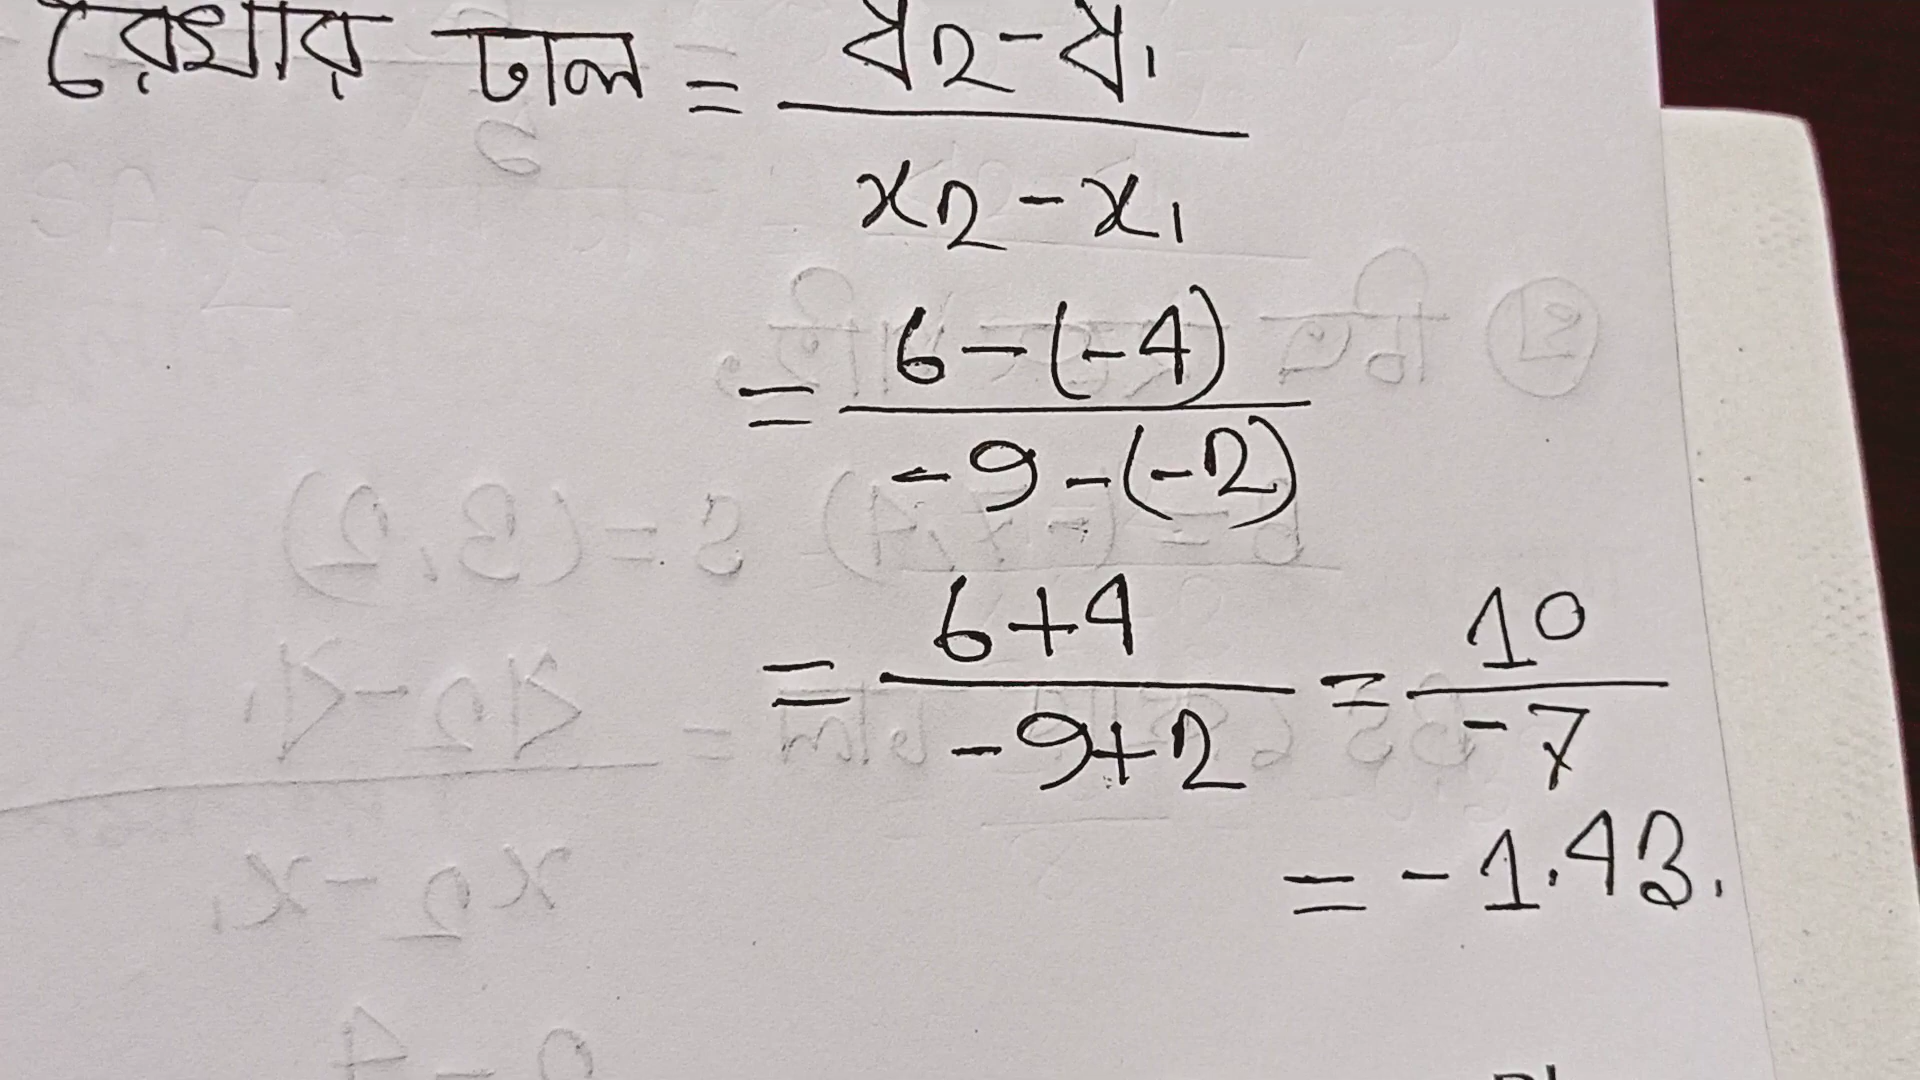 রেখার ঢাল = y2-y1 / x2-x1
= 6-(-4) / -9-(-2)
= 6+4 / -9+2 = 10 / -7
= -1.43.